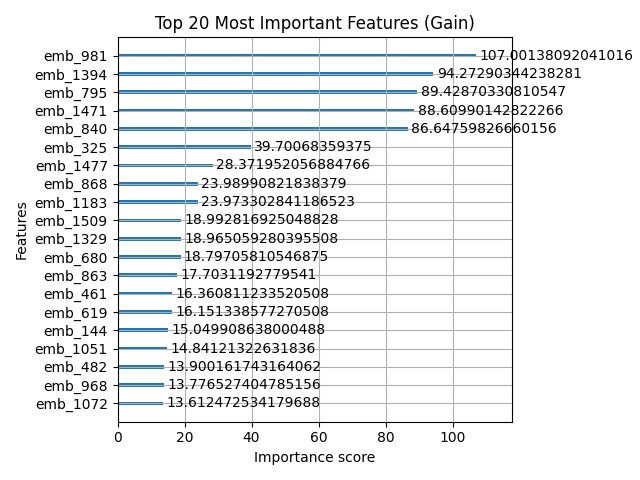 Top 20 Most Important Features (Gain)
emb_981 107.00138092041016
emb_1394 94.27290344238281
emb_795 89.42870330810547
emb_1471 88.60990142822266
emb_840 86.64759826660156
emb_325 39.70068359375
emb_1477 28.371952056884766
emb_868 23.98990821838379
emb_1183 23.973302841186523
emb_1509 18.992816925048828
emb_1329 18.965059280395508
emb_680 18.79705810546875
emb_863 17.7031192779541
emb_461 16.360811233520508
emb_619 16.151338577270508
emb_144 15.049908638000488
emb_1051 14.84121322631836
emb_482 13.900161743164062
emb_968 13.776527404785156
emb_1072 13.612472534179688
Features
0 20 40 60 80 100
Importance score